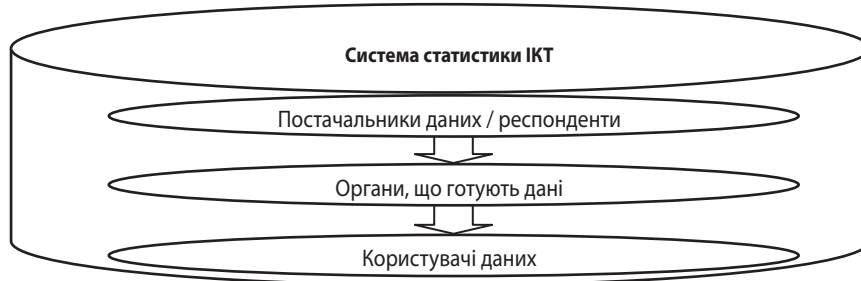 Система статистики ІКТ
Постачальники даних / респонденти
Органи, що готують дані
Користувачі даних